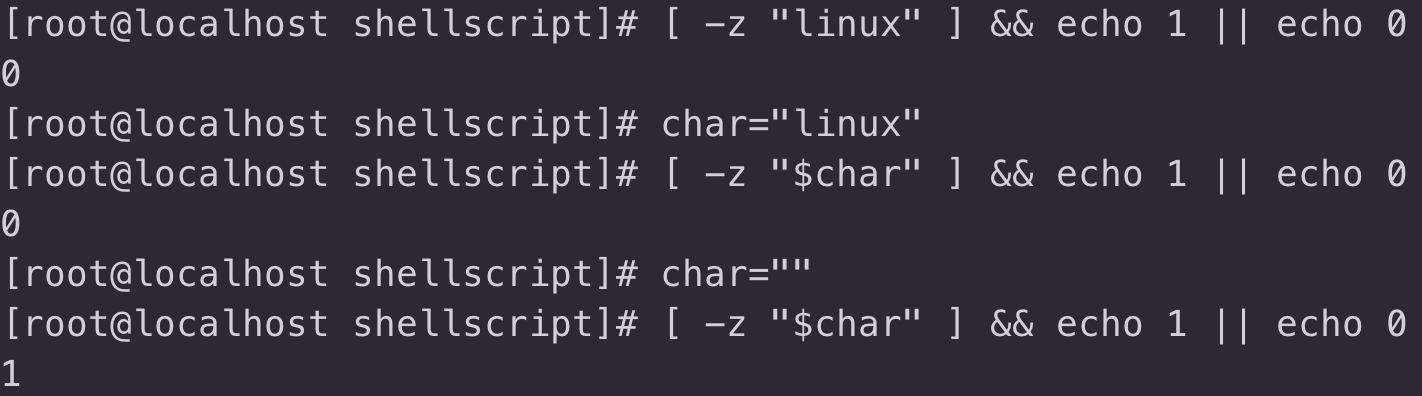 [root@localhost shellscript]# [ -z "linux" ] && echo 1 || echo 0
0
[root@localhost shellscript]# char="linux"
[root@localhost shellscript]# [ -z "$char" ] && echo 1 || echo 0
0
[root@localhost shellscript]# char=""
[root@localhost shellscript]# [ -z "$char" ] && echo 1 || echo 0
1